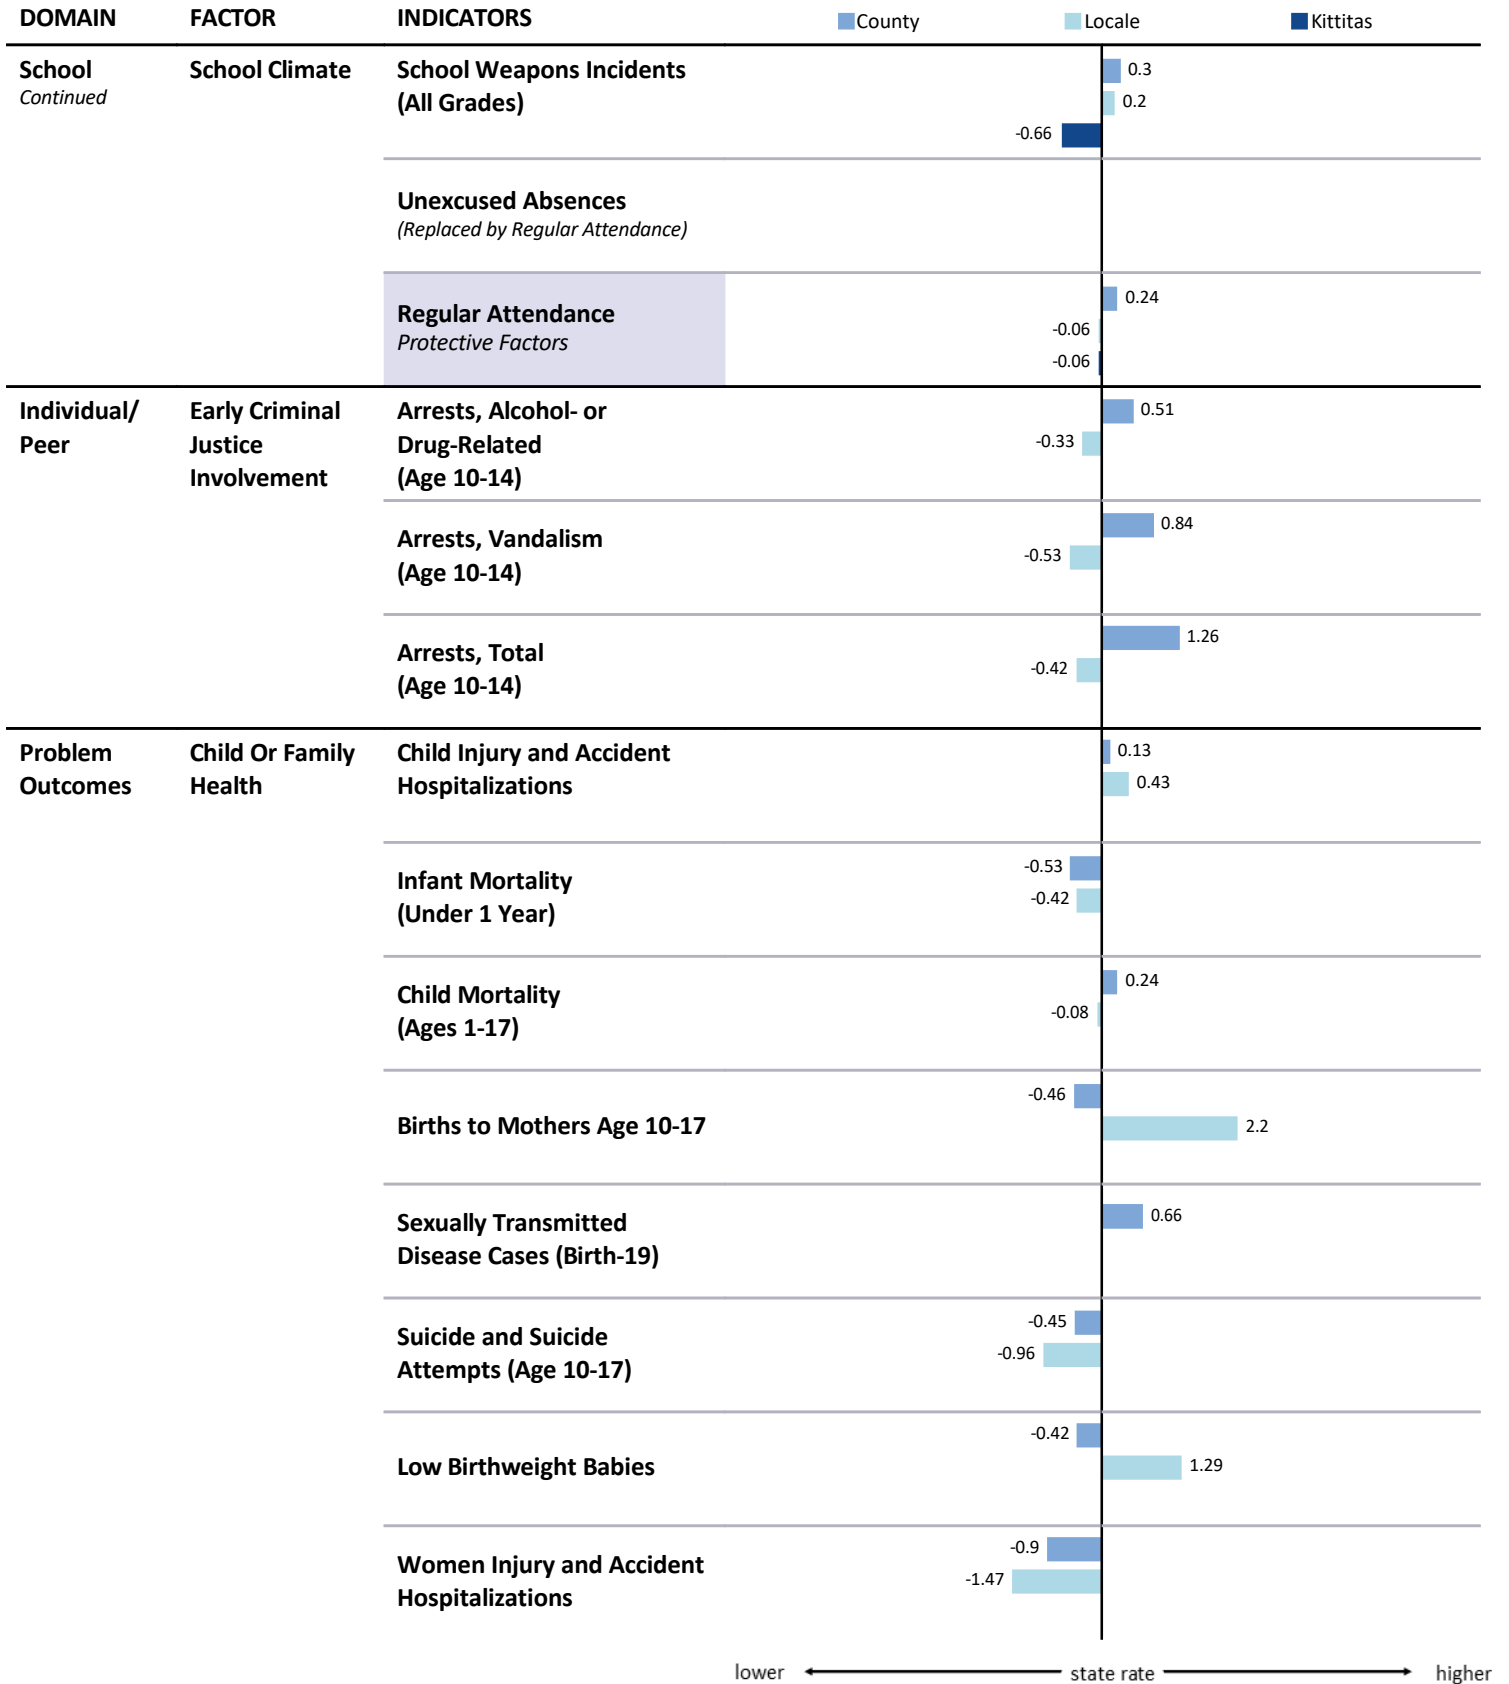 DOMAIN FACTOR INDICATORS County Locale Kittitas
School School Climate School Weapons Incidents 0.3
Continued (All Grades) 0.2
-0.66
Unexcused Absences
(Replaced by Regular Attendance)
0.24
Regular Attendance -0.06
Protective Factors -0.06
Individual/ Early Criminal Arrests, Alcohol- or 0.51
Peer Justice Drug-Related -0.33
Involvement (Age 10-14)
0.84
Arrests, Vandalism -0.53
(Age 10-14)
1.26
Arrests, Total -0.42
(Age 10-14)
Problem Child Or Family Child Injury and Accident 0.13
Outcomes Health Hospitalizations 0.43
-0.53
Infant Mortality -0.42
(Under 1 Year)
0.24
Child Mortality -0.08
(Ages 1-17)
-0.46
Births to Mothers Age 10-17 2.2
0.66
Sexually Transmitted
Disease Cases (Birth-19)
-0.45
Suicide and Suicide -0.96
Attempts (Age 10-17)
-0.42
Low Birthweight Babies 1.29
-0.9
Women Injury and Accident -1.47
Hospitalizations
lower state rate higher